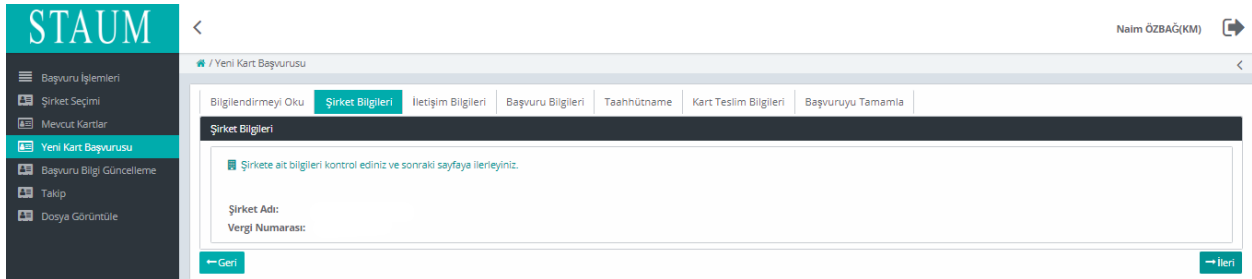 STAUM
Naim ÖZBAĞ(KM)
/ Yeni Kart Başvurusu
Başvuru İşlemleri
Şirket Seçimi
Mevcut Kartlar
Yeni Kart Başvurusu
Başvuru Bilgi Güncelleme
Takip
Dosya Görüntüle
Bilgilendirmeyi Oku Şirket Bilgileri İletişim Bilgileri Başvuru Bilgileri Taahhütname Kart Teslim Bilgileri Başvuruyu Tamamla
Şirket Bilgileri
Şirkete ait bilgileri kontrol ediniz ve sonraki sayfaya ilerleyiniz.
Şirket Adı:
Vergi Numarası:
Geri
İleri